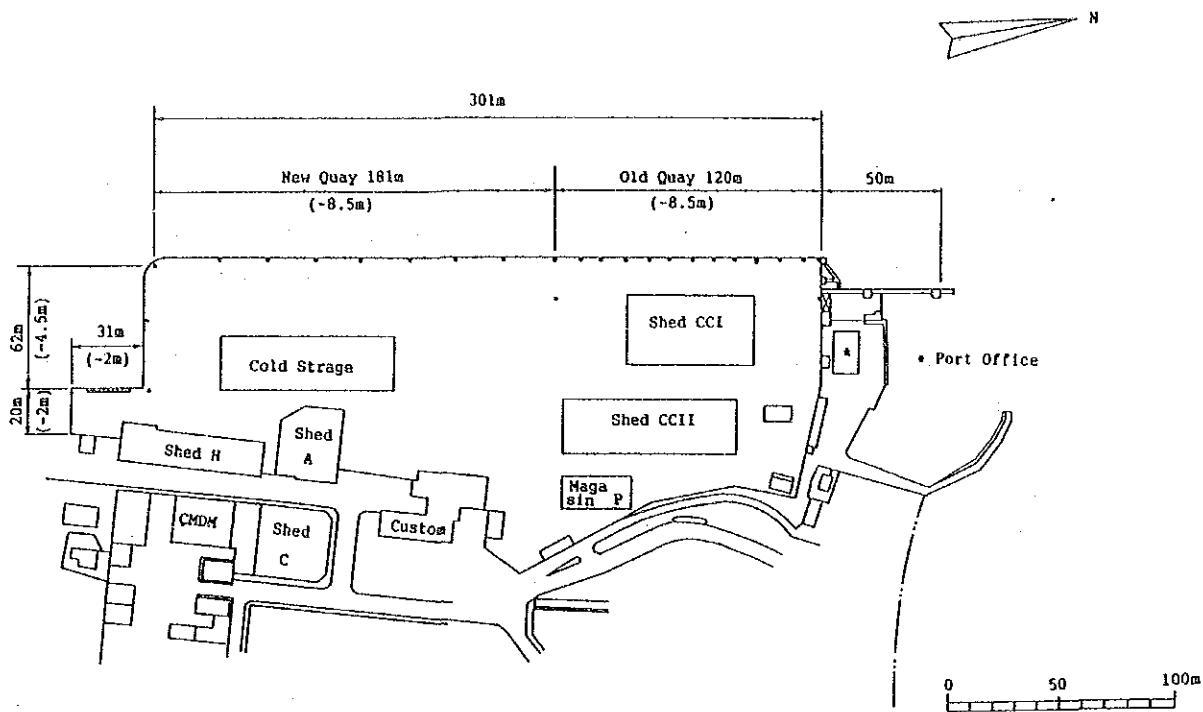 N
301m
New Quay 181m
(-8.5m)
Old Quay 120m
(-8.5m)
50m
62m
(-4.5m)
31m
(-2m)
20m
(-2m)
Shed CCI
Cold Strage
* Port Office
*
Shed CCII
Shed
A
Shed H
Maga
sin P
CMDM
Shed
C
Custom
0 50 100m